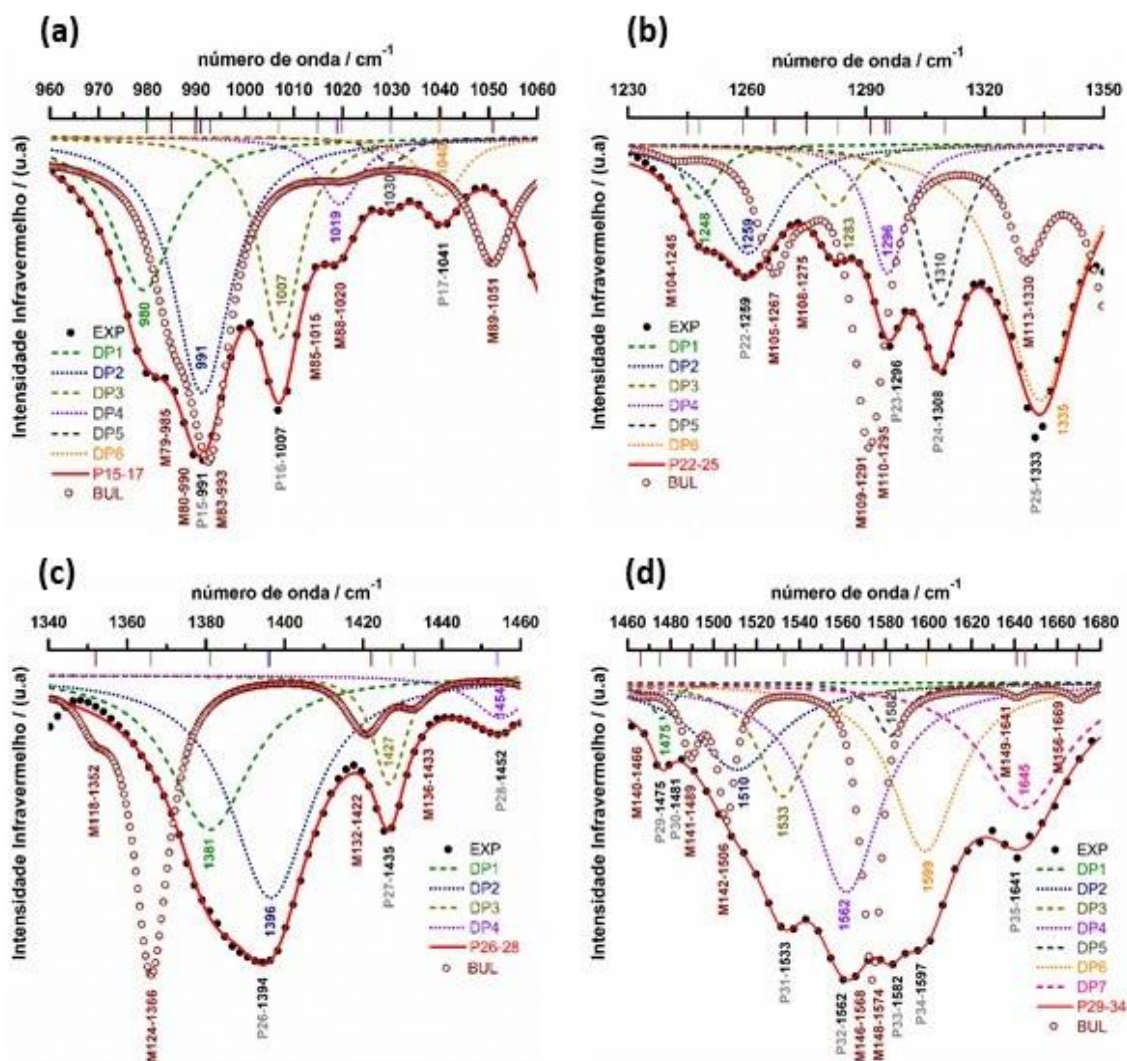 (a)
número de onda / cm⁻¹
960 970 980 990 1000 1010 1020 1030 1040 1050 1060
Intensidade Infravermelho / (u.a)
980
991
1007
1019
1030
M79-985
M80-990
P15-991
M83-993
P16-1007
M85-1015
M88-1020
P17-1041
M89-1051
EXP
DP1
DP2
DP3
DP4
DP5
DP6
P15-17
BUL
(b)
número de onda / cm⁻¹
1230 1260 1290 1320 1350
Intensidade Infravermelho / (u.a)
1248
1259
1283
1296
1310
1335
M104-1245
P22-1259
M105-1267
M108-1275
M109-1291
M110-1295
P23-1296
P24-1308
M113-1330
P25-1333
EXP
DP1
DP2
DP3
DP4
DP5
DP6
P22-25
BUL
(c)
número de onda / cm⁻¹
1340 1360 1380 1400 1420 1440 1460
Intensidade Infravermelho / (u.a)
1381
1396
1427
1454
M118-1352
M124-1366
P26-1394
M132-1422
P27-1435
M136-1433
P28-1452
EXP
DP1
DP2
DP3
DP4
P26-28
BUL
(d)
número de onda / cm⁻¹
1460 1480 1500 1520 1540 1560 1580 1600 1620 1640 1660 1680
Intensidade Infravermelho / (u.a)
1475
1510
1533
1562
1582
1599
1645
M140-1466
P29-1475
P30-1481
M141-1489
M142-1506
P31-1533
P32-1562
M146-1568
M148-1574
P33-1582
P34-1597
M149-1641
P35-1641
M156-1669
EXP
DP1
DP2
DP3
DP4
DP5
DP6
DP7
P29-34
BUL